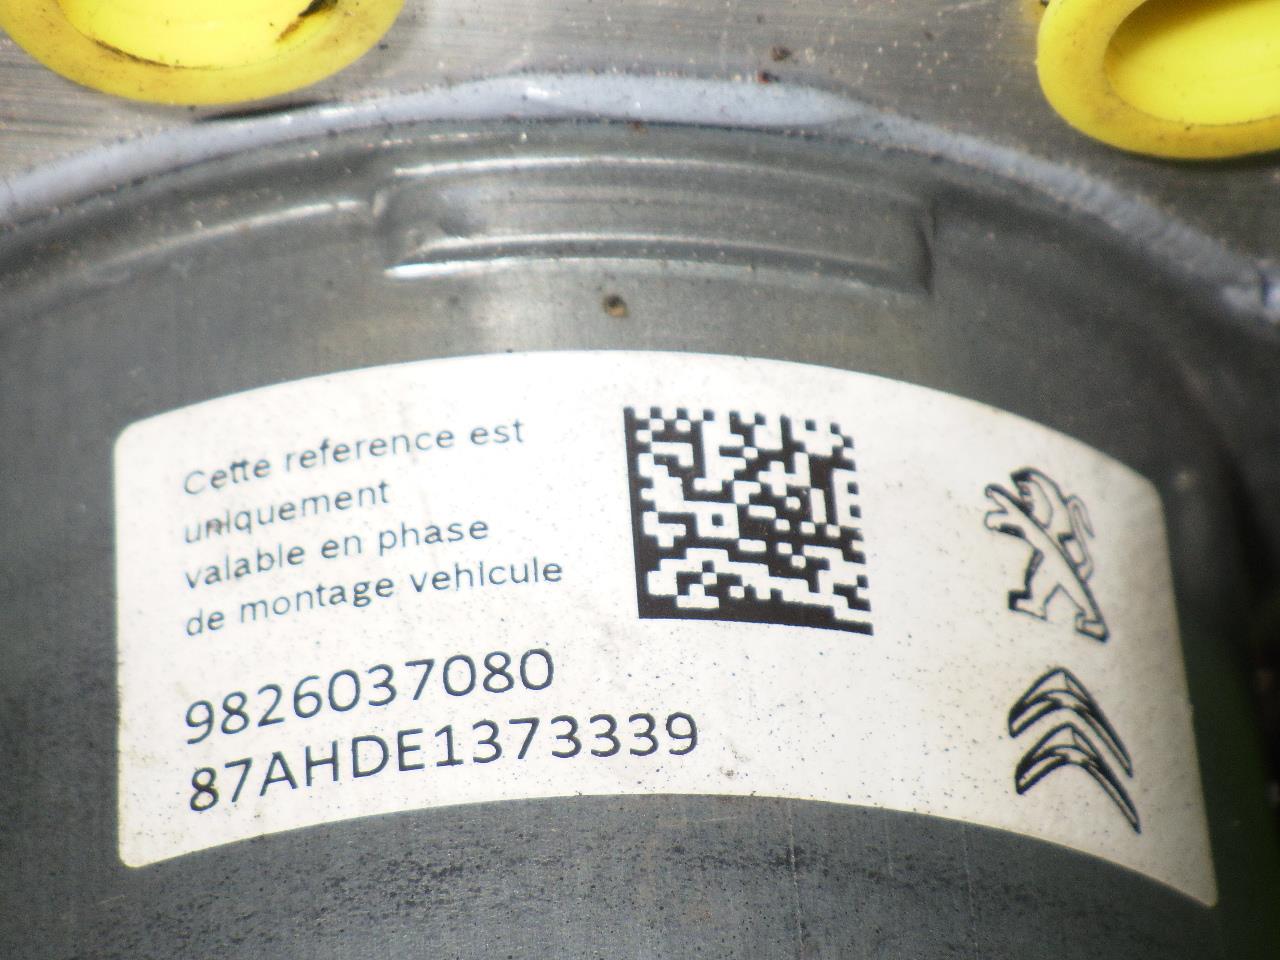 Cette reference est
uniquement
valable en phase
de montage vehicule
9826037080
87AHDE1373339